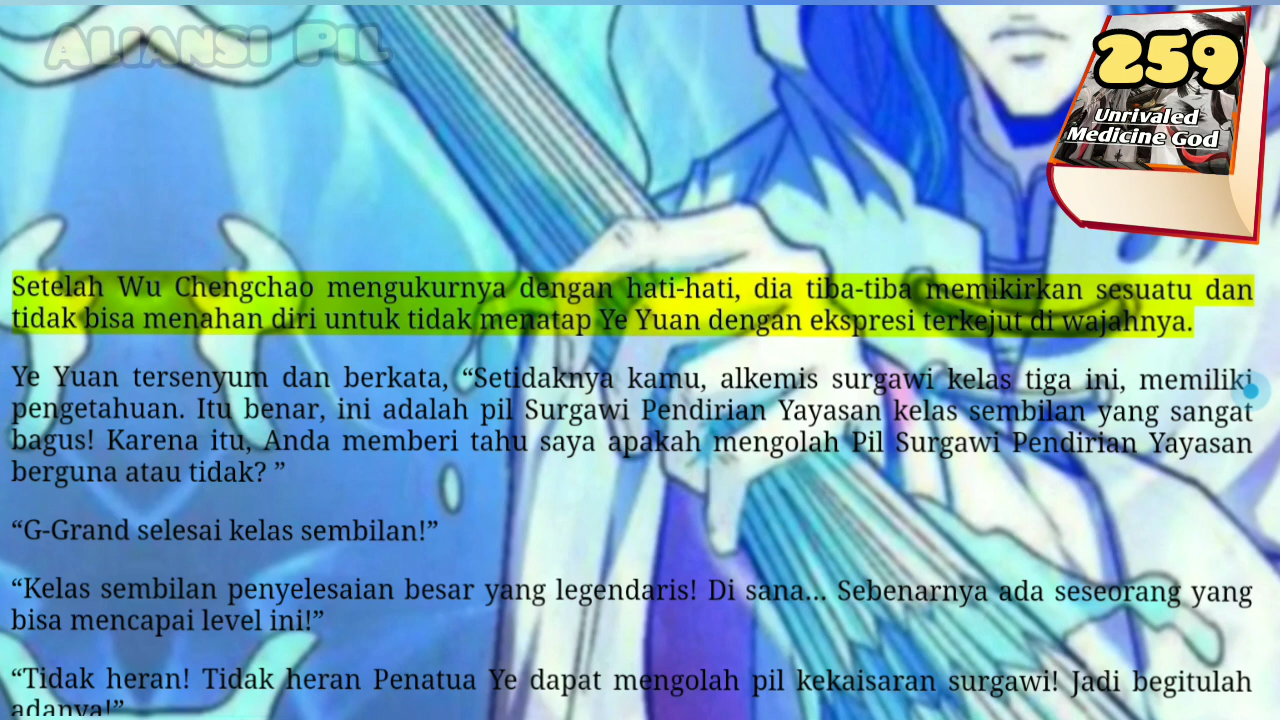 ALIANSI PIL
259
Unrivaled
Medicine God
Setelah Wu Chengchao mengukurnya dengan hati-hati, dia tiba-tiba memikirkan sesuatu dan
tidak bisa menahan diri untuk tidak menatap Ye Yuan dengan ekspresi terkejut di wajahnya.
Ye Yuan tersenyum dan berkata, “Setidaknya kamu, alkemis surgawi kelas tiga ini, memiliki
pengetahuan. Itu benar, ini adalah pil Surgawi Pendirian Yayasan kelas sembilan yang sangat
bagus! Karena itu, Anda memberi tahu saya apakah mengolah Pil Surgawi Pendirian Yayasan
berguna atau tidak? ”
“G-Grand selesai kelas sembilan!”
“Kelas sembilan penyelesaian besar yang legendaris! Di sana... Sebenarnya ada seseorang yang
bisa mencapai level ini!”
“Tidak heran! Tidak heran Penatua Ye dapat mengolah pil kekaisaran surgawi! Jadi begitulah
adanya!”